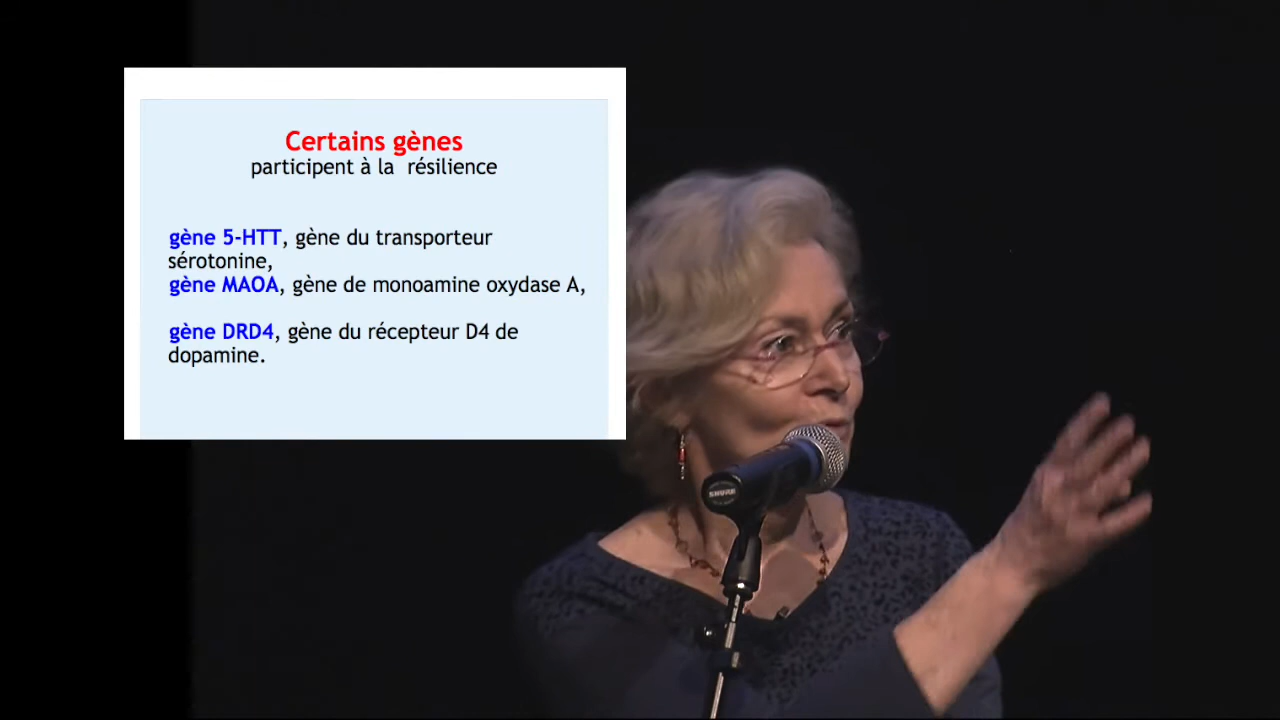 Certains gènes
participent à la résilience
gène 5-HTT, gène du transporteur
sérotonine,
gène MAOA, gène de monoamine oxydase A,
gène DRD4, gène du récepteur D4 de
dopamine.
SHURE